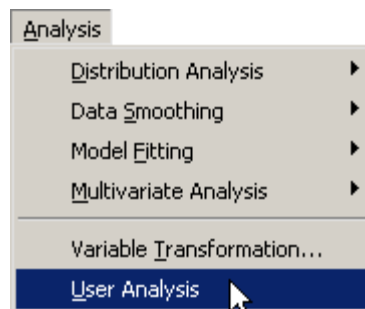 Analysis
Distribution Analysis
Data Smoothing
Model Fitting
Multivariate Analysis
Variable Transformation...
User Analysis